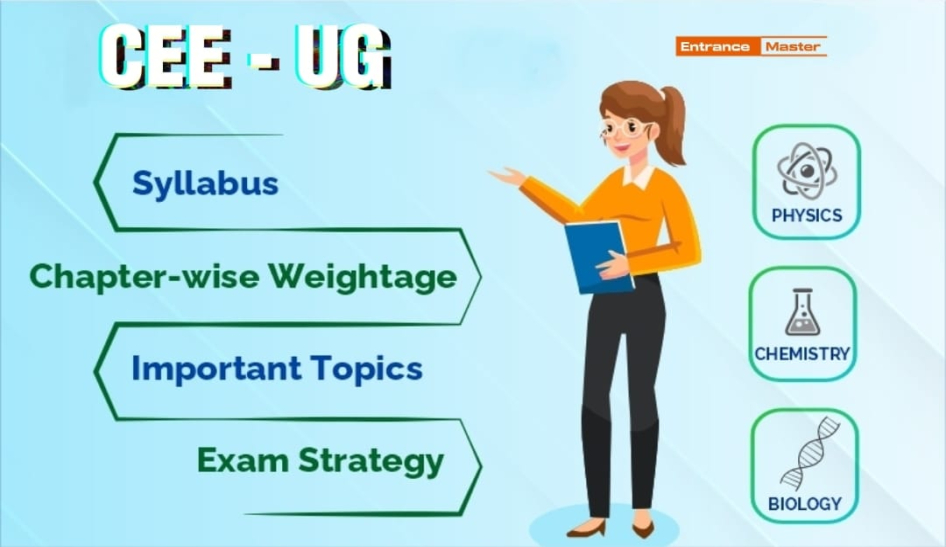 CEE - UG
Entrance Master
Syllabus
Chapter-wise Weightage
Important Topics
Exam Strategy
PHYSICS
CHEMISTRY
BIOLOGY